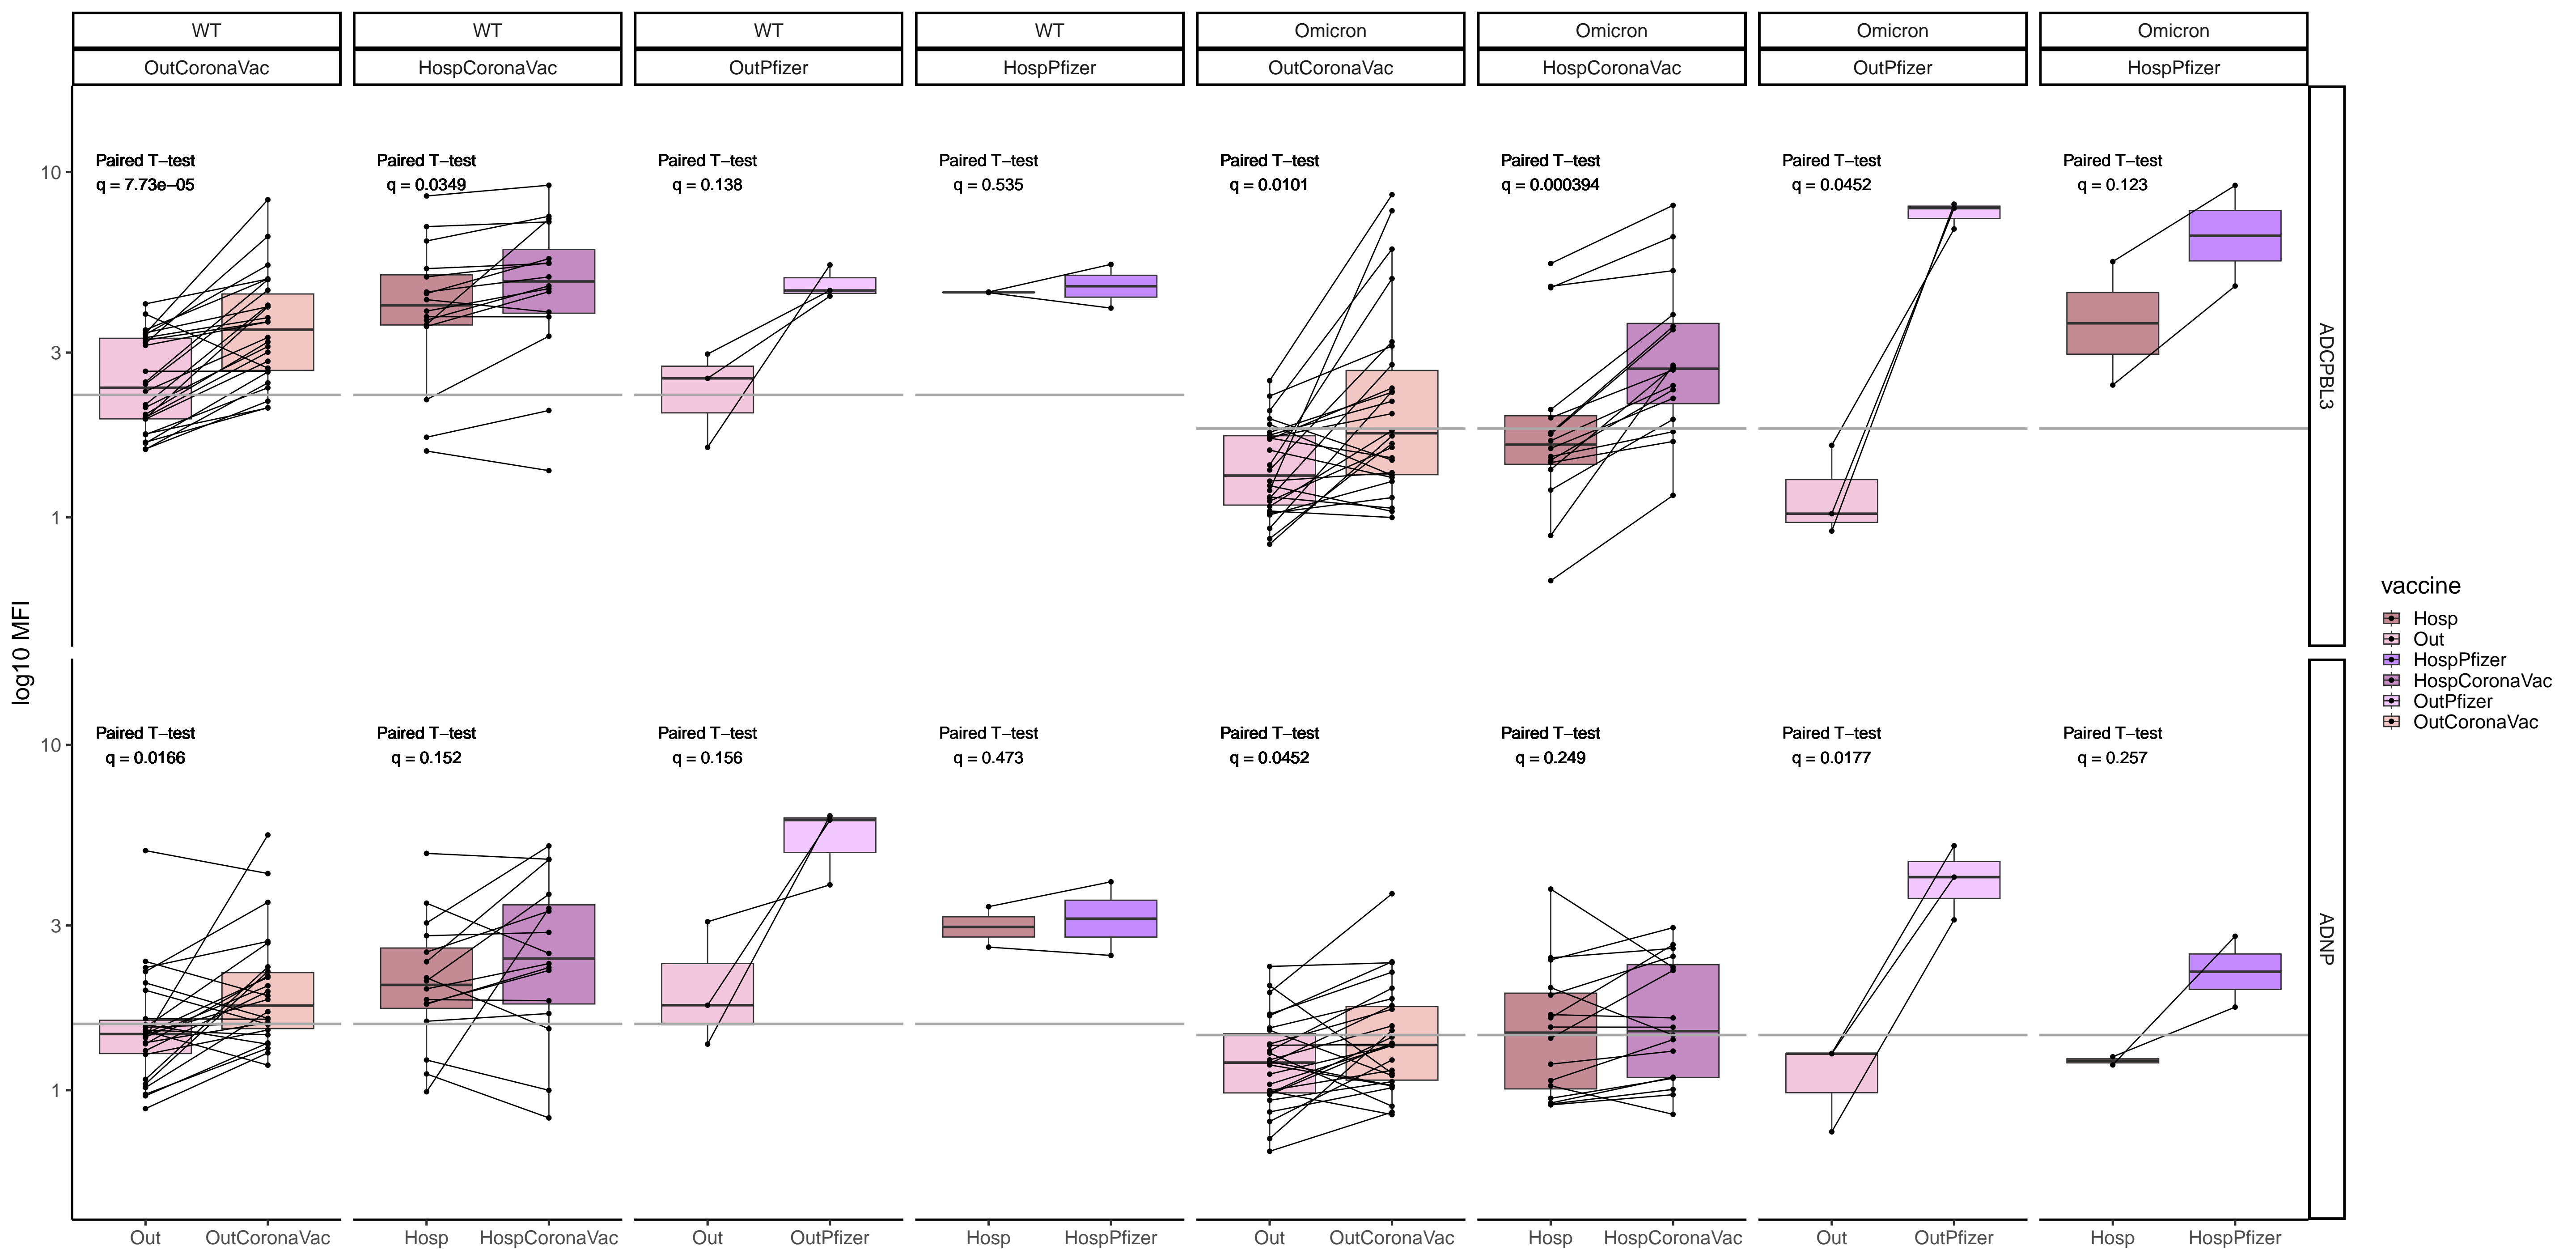 WT WT WT WT Omicron Omicron Omicron Omicron
OutCoronaVac HospCoronaVac OutPfizer HospPfizer OutCoronaVac HospCoronaVac OutPfizer HospPfizer
Paired T−test Paired T−test Paired T−test Paired T−test Paired T−test Paired T−test Paired T−test Paired T−test
q = 7.73e−05 q = 0.0349 q = 0.138 q = 0.535 q = 0.0101 q = 0.000394 q = 0.0452 q = 0.123
10
3
1
ADCPBL3
log10 MFI
Paired T−test Paired T−test Paired T−test Paired T−test Paired T−test Paired T−test Paired T−test Paired T−test
q = 0.0166 q = 0.152 q = 0.156 q = 0.473 q = 0.0452 q = 0.249 q = 0.0177 q = 0.257
10
3
1
ADNP
Out OutCoronaVac Hosp HospCoronaVac Out OutPfizer Hosp HospPfizer Out OutCoronaVac Hosp HospCoronaVac Out OutPfizer Hosp HospPfizer
vaccine
Hosp
Out
HospPfizer
HospCoronaVac
OutPfizer
OutCoronaVac